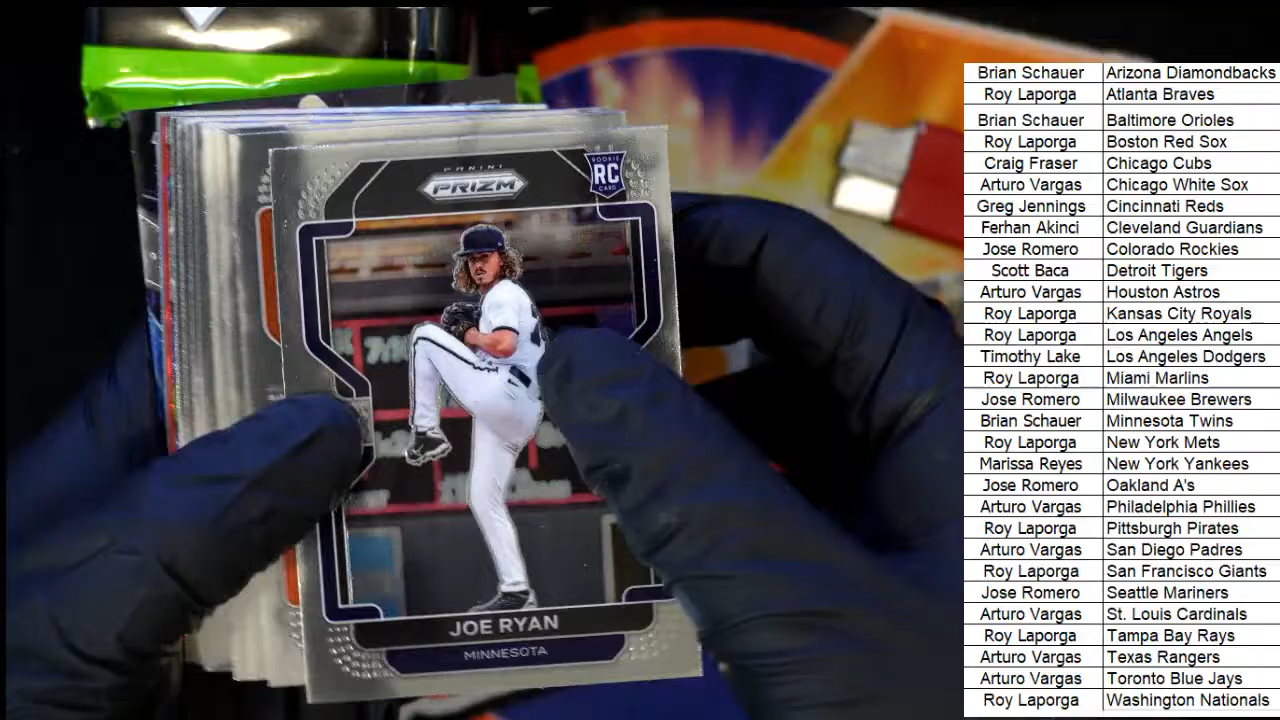 PANINI
PRIZM
ROOKIE
RC
CARD
JOE RYAN
MINNESOTA
Brian Schauer Arizona Diamondbacks
Roy Laporga Atlanta Braves
Brian Schauer Baltimore Orioles
Roy Laporga Boston Red Sox
Craig Fraser Chicago Cubs
Arturo Vargas Chicago White Sox
Greg Jennings Cincinnati Reds
Ferhan Akinci Cleveland Guardians
Jose Romero Colorado Rockies
Scott Baca Detroit Tigers
Arturo Vargas Houston Astros
Roy Laporga Kansas City Royals
Roy Laporga Los Angeles Angels
Timothy Lake Los Angeles Dodgers
Roy Laporga Miami Marlins
Jose Romero Milwaukee Brewers
Brian Schauer Minnesota Twins
Roy Laporga New York Mets
Marissa Reyes New York Yankees
Jose Romero Oakland A's
Arturo Vargas Philadelphia Phillies
Roy Laporga Pittsburgh Pirates
Arturo Vargas San Diego Padres
Roy Laporga San Francisco Giants
Jose Romero Seattle Mariners
Arturo Vargas St. Louis Cardinals
Roy Laporga Tampa Bay Rays
Arturo Vargas Texas Rangers
Arturo Vargas Toronto Blue Jays
Roy Laporga Washington Nationals